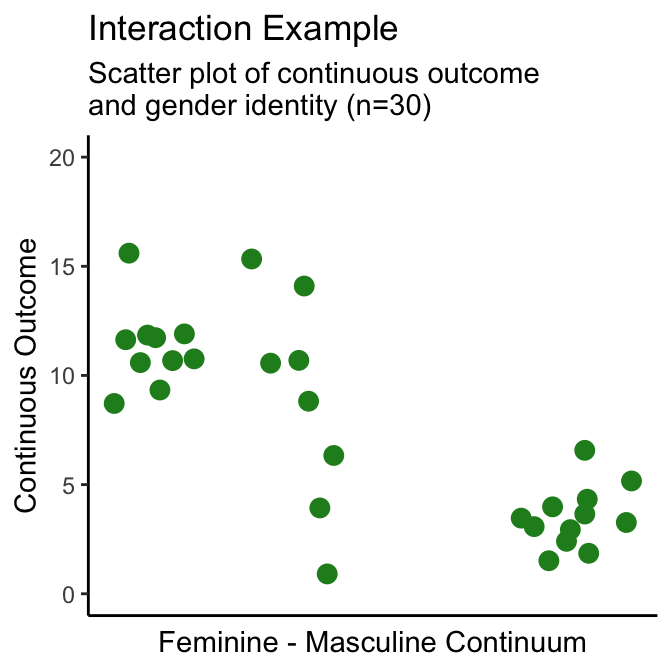 Interaction Example
Scatter plot of continuous outcome
and gender identity (n=30)
20
15
10
5
0
Continuous Outcome
Feminine - Masculine Continuum